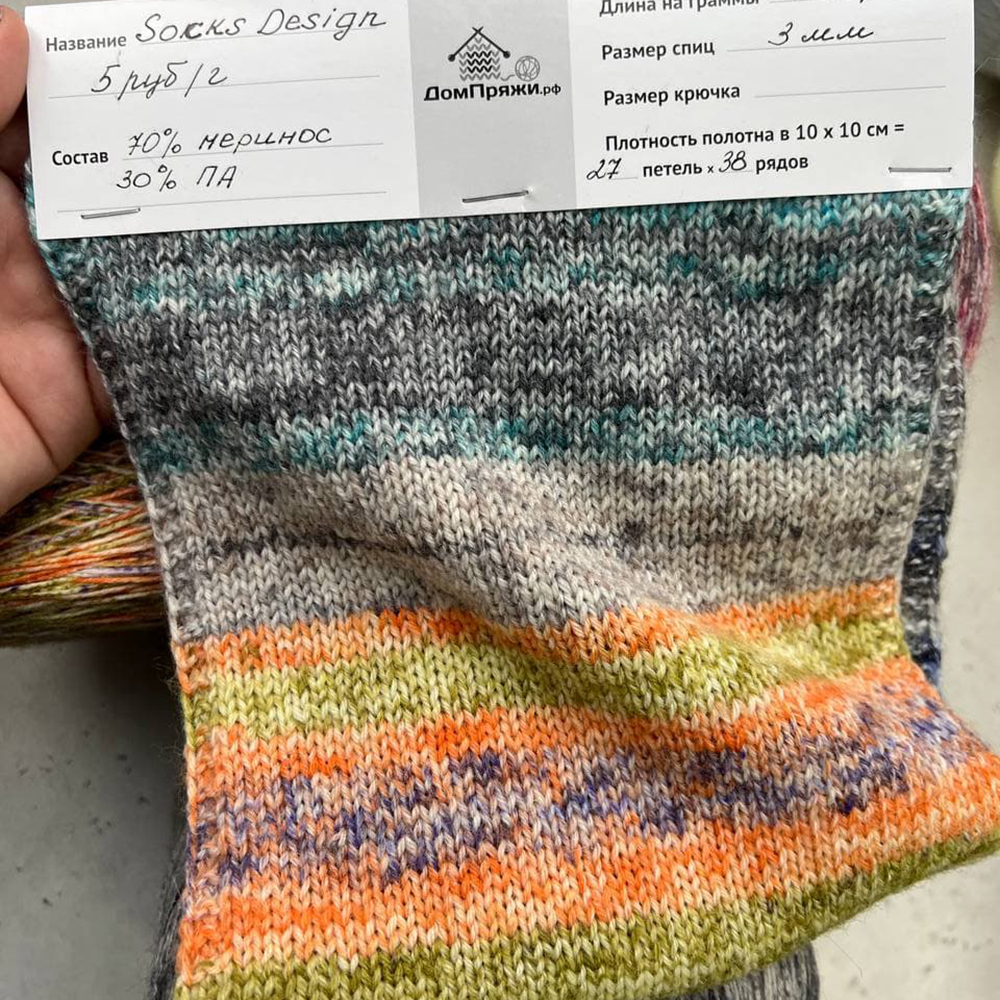 Название Socks Design
5 руб/г
Состав 70% меринос
30% ПА
ДомПряжи.рф
Длина на граммы
Размер спиц 3 мм
Размер крючка
Плотность полотна в 10 x 10 см =
27 петель x 38 рядов